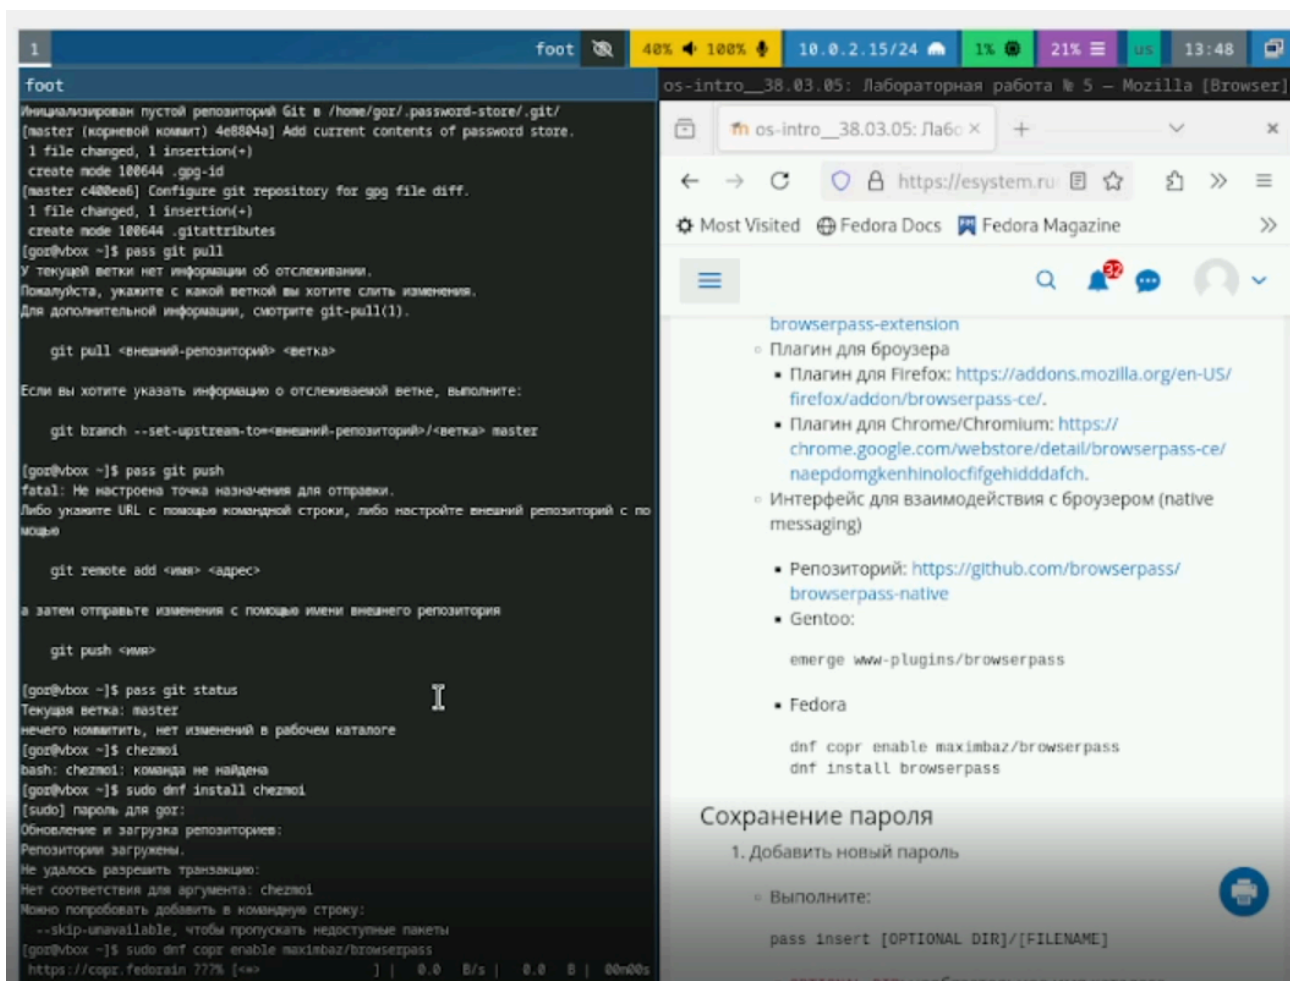 1
foot
40% 100%
10.0.2.15/24
1%
21%
us
13:48
foot
Инициализирован пустой репозиторий Git в /home/gor/.password-store/.git/
[master (корневой коммит) 4e8804a] Add current contents of password store.
1 file changed, 1 insertion(+)
create mode 100644 .gpg-id
[master c400ea6] Configure git repository for gpg file diff.
1 file changed, 1 insertion(+)
create mode 100644 .gitattributes
[gor@vbox ~]$ pass git pull
У текущей ветки нет информации об отслеживании.
Пожалуйста, укажите с какой веткой вы хотите слить изменения.
Для дополнительной информации, смотрите git-pull(1).
git pull <внешний-репозиторий> <ветка>
Если вы хотите указать информацию о отслеживаемой ветке, выполните:
git branch --set-upstream-to=<внешний-репозиторий>/<ветка> master
[gor@vbox ~]$ pass git push
fatal: Не настроена точка назначения для отправки.
Либо укажите URL с помощью командной строки, либо настройте внешний репозиторий с по
мощью
git remote add <имя> <адрес>
а затем отправьте изменения с помощью имени внешнего репозитория
git push <имя>
[gor@vbox ~]$ pass git status
Текущая ветка: master
нечего коммитить, нет изменений в рабочем каталоге
[gor@vbox ~]$ chezmoi
bash: chezmoi: команда не найдена
[gor@vbox ~]$ sudo dnf install chezmoi
[sudo] пароль для gor:
Обновление и загрузка репозиториев:
Репозитории загружены.
Не удалось разрешить транзакцию:
Нет соответствия для аргумента: chezmoi
Можно попробовать добавить в командную строку:
--skip-unavailable, чтобы пропускать недоступные пакеты
[gor@vbox ~]$ sudo dnf copr enable maximbaz/browserpass
https://copr.fedorain ???% [<=> ] | 0.0 B/s | 0.0 B | 00m00s
os-intro__38.03.05: Лабораторная работа № 5 — Mozilla [Browser]
os-intro__38.03.05: Лабо
https://esystem.ru
Most Visited
Fedora Docs
Fedora Magazine
32
browserpass-extension
◦ Плагин для броузера
▪ Плагин для Firefox: https://addons.mozilla.org/en-US/
firefox/addon/browserpass-ce/.
▪ Плагин для Chrome/Chromium: https://
chrome.google.com/webstore/detail/browserpass-ce/
naepdomgkenhinolocfifgehidddafch.
◦ Интерфейс для взаимодействия с броузером (native
messaging)
▪ Репозиторий: https://github.com/browserpass/
browserpass-native
▪ Gentoo:
emerge www-plugins/browserpass
▪ Fedora
dnf copr enable maximbaz/browserpass
dnf install browserpass
Сохранение пароля
1. Добавить новый пароль
◦ Выполните:
pass insert [OPTIONAL DIR]/[FILENAME]